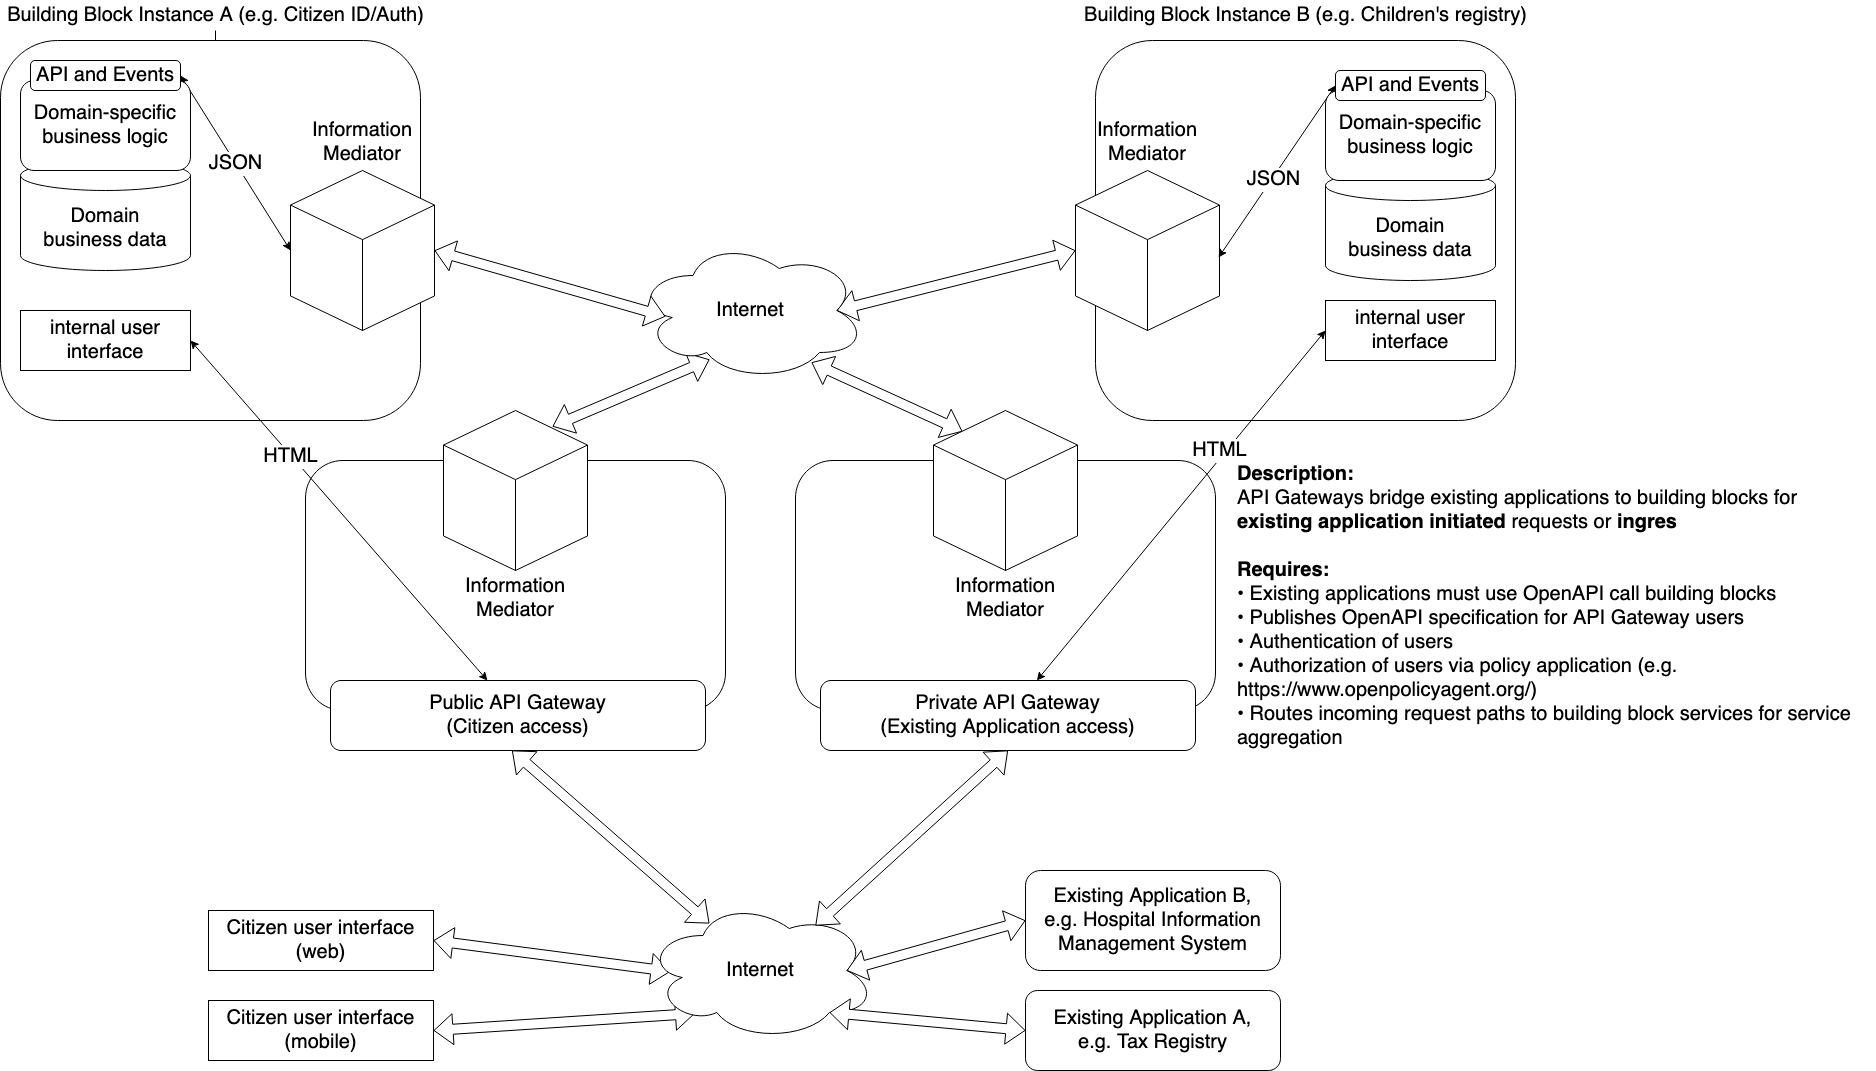 Building Block Instance A (e.g. Citizen ID/Auth)
Building Block Instance B (e.g. Children's registry)
API and Events
Domain-specific
business logic
JSON
Domain
business data
Information
Mediator
internal user
interface
HTML
Information
Mediator
API and Events
Domain-specific
business logic
JSON
Domain
business data
internal user
interface
HTML
Internet
Information
Mediator
Information
Mediator
Public API Gateway
(Citizen access)
Private API Gateway
(Existing Application access)
Description:
API Gateways bridge existing applications to building blocks for
existing application initiated requests or ingres
Requires:
• Existing applications must use OpenAPI call building blocks
• Publishes OpenAPI specification for API Gateway users
• Authentication of users
• Authorization of users via policy application (e.g.
https://www.openpolicyagent.org/)
• Routes incoming request paths to building block services for service
aggregation
Citizen user interface
(web)
Citizen user interface
(mobile)
Internet
Existing Application B,
e.g. Hospital Information
Management System
Existing Application A,
e.g. Tax Registry